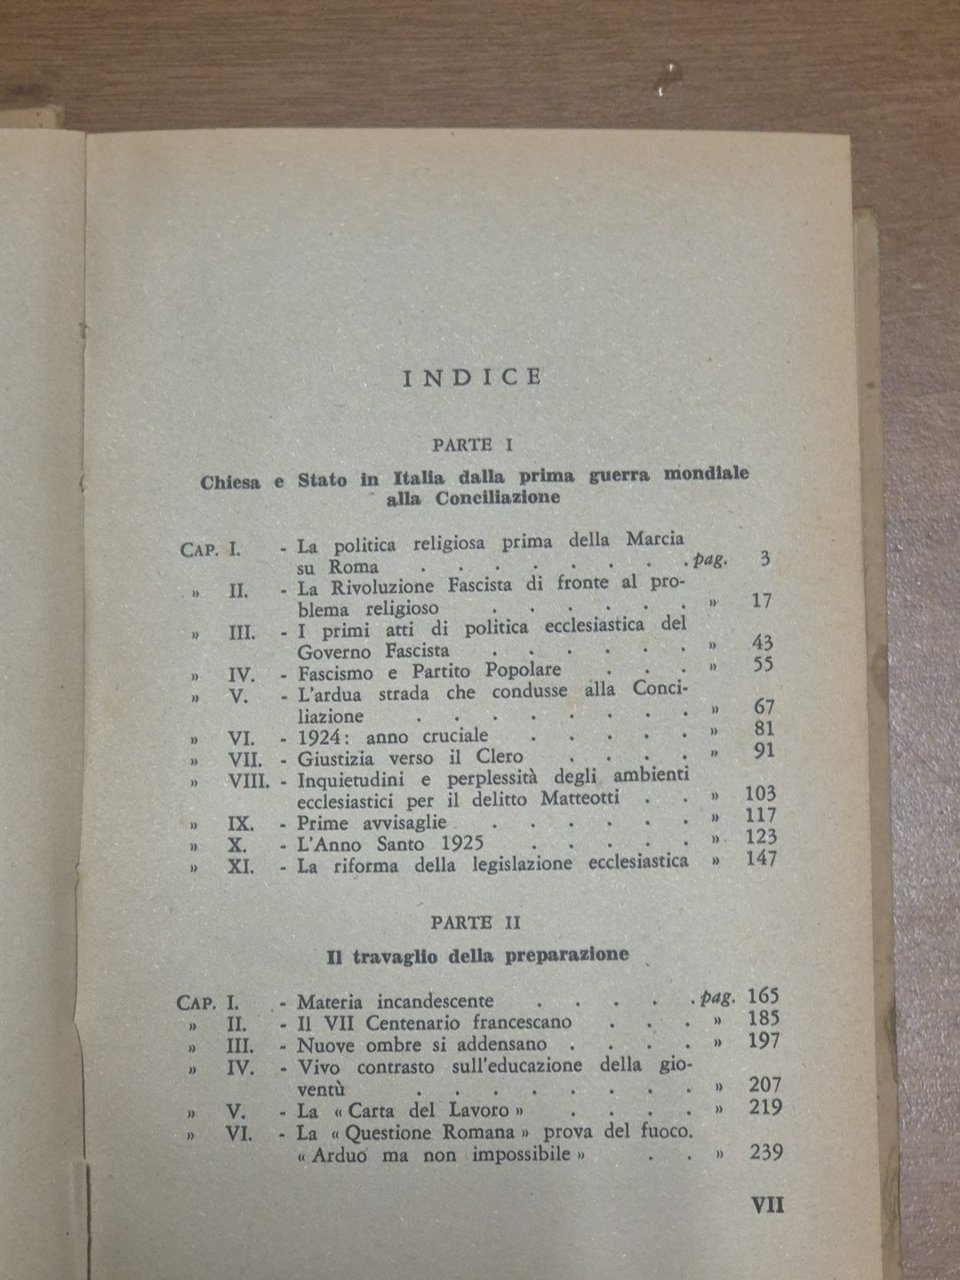 INDICE
PARTE I
Chiesa e Stato in Italia dalla prima guerra mondiale
alla Conciliazione
CAP. I. - La politica religiosa prima della Marcia
su Roma . . . . . . . . pag. 3
» II. - La Rivoluzione Fascista di fronte al pro-
blema religioso . . . . . . » 17
» III. - I primi atti di politica ecclesiastica del
Governo Fascista . . . . . . » 43
» IV. - Fascismo e Partito Popolare . . . » 55
» V. - L'ardua strada che condusse alla Conci-
liazione . . . . . . . . » 67
» VI. - 1924: anno cruciale . . . . . » 81
» VII. - Giustizia verso il Clero . . . . » 91
» VIII. - Inquietudini e perplessità degli ambienti
ecclesiastici per il delitto Matteotti . . » 103
» IX. - Prime avvisaglie . . . . . . » 117
» X. - L'Anno Santo 1925 . . . . . » 123
» XI. - La riforma della legislazione ecclesiastica » 147
PARTE II
Il travaglio della preparazione
CAP. I. - Materia incandescente . . . . . pag. 165
» II. - Il VII Centenario francescano . . . » 185
» III. - Nuove ombre si addensano . . . . » 197
» IV. - Vivo contrasto sull'educazione della gio-
ventù . . . . . . . . » 207
» V. - La « Carta del Lavoro » . . . . » 219
» VI. - La « Questione Romana » prova del fuoco.
« Arduo ma non impossibile » . . » 239
VII